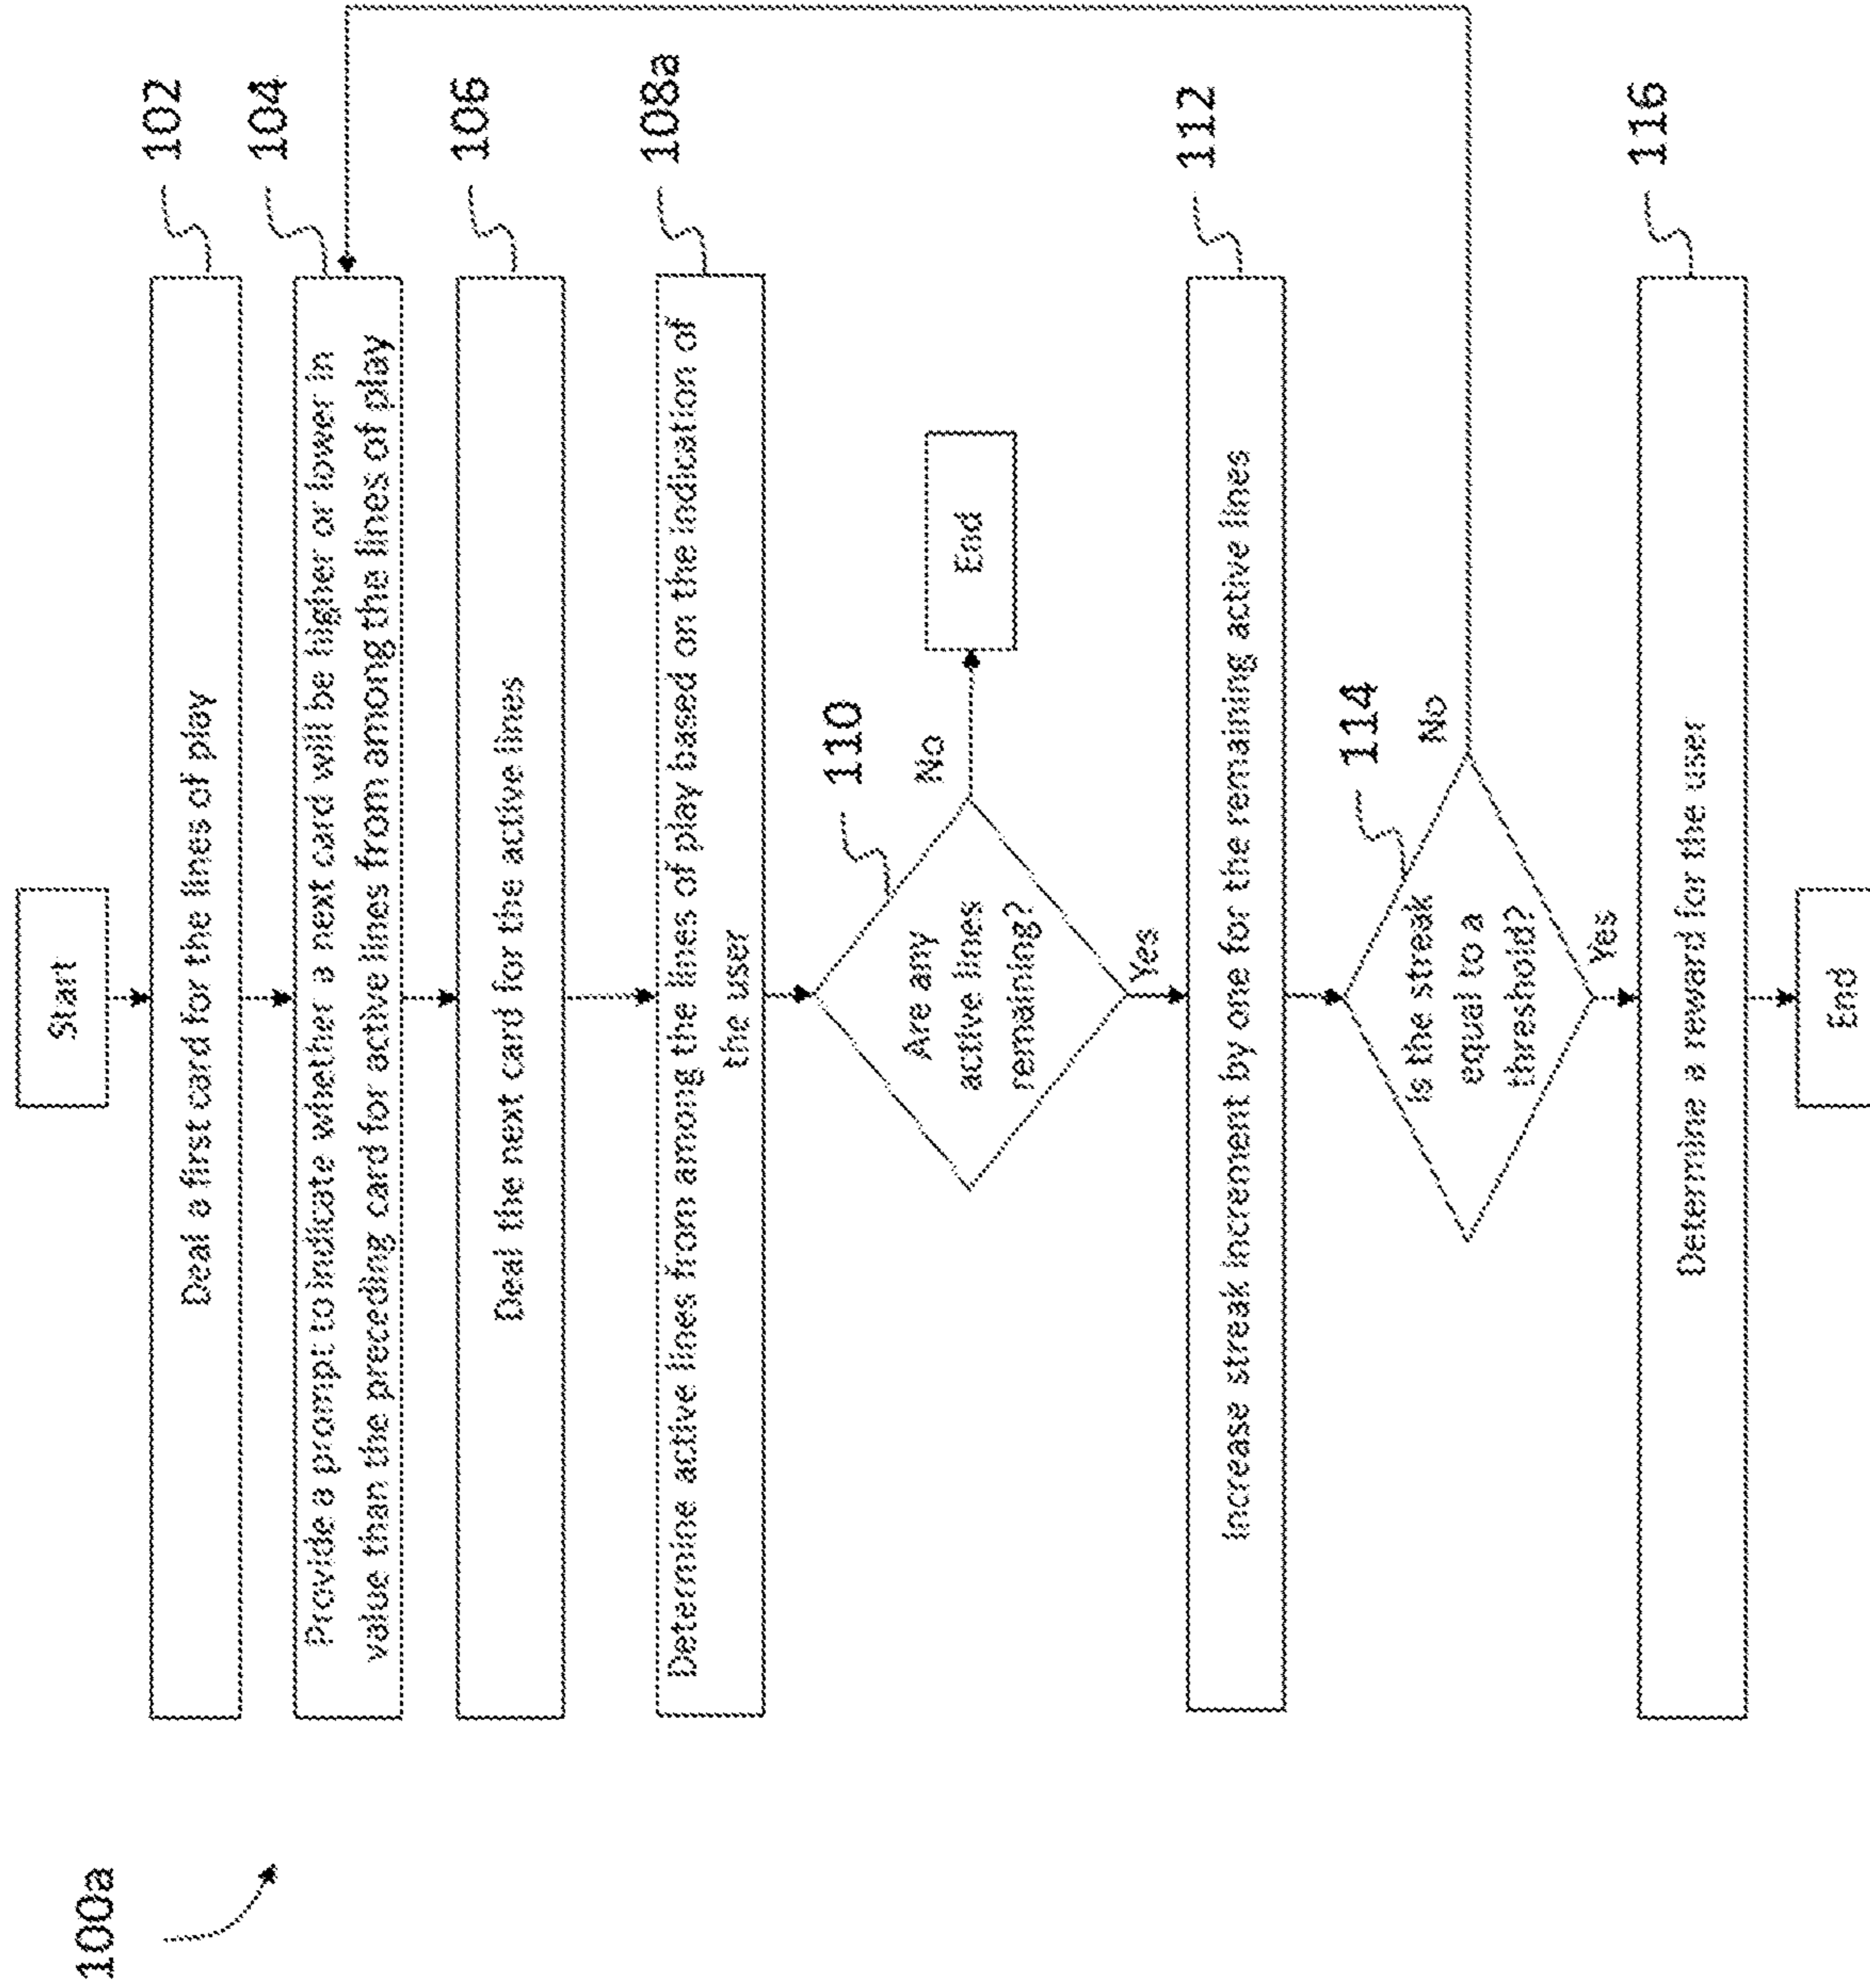 100a
Start
Deal a first card for the lines of play
102
Provide a prompt to indicate whether a next card will be higher or lower in
value than the preceding card for active lines from among the lines of play
104
Deal the next card for the active lines
106
Determine active lines from among the lines of play based on the indication of
the user
108a
Are any
active lines
remaining?
110
No
End
Yes
Increase streak increment by one for the remaining active lines
112
Is the streak
equal to a
threshold?
114
No
Yes
Determine a reward for the user
116
End